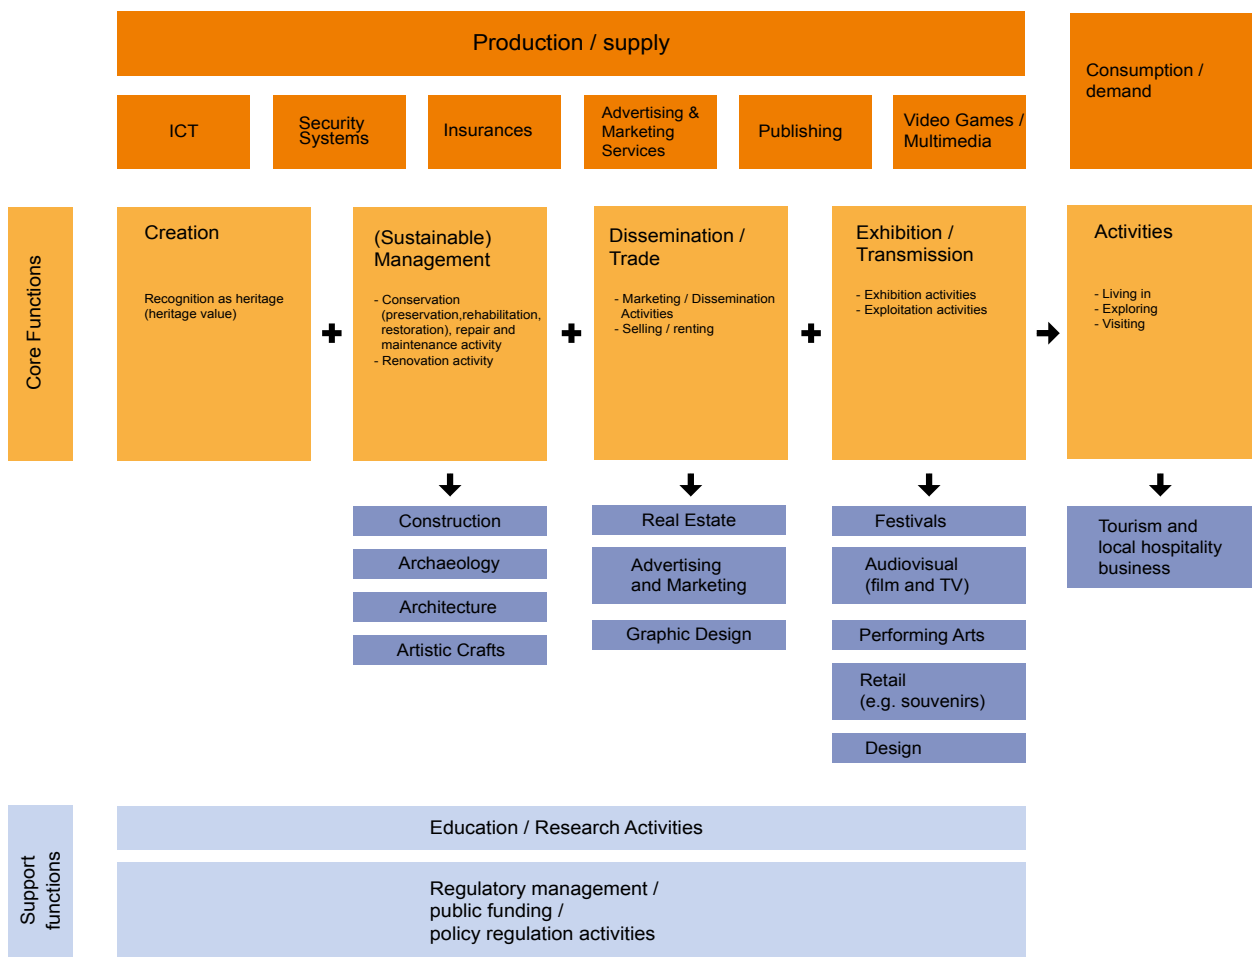 Production / supply
Consumption /
demand
ICT
Security
Systems
Insurances
Advertising &
Marketing
Services
Publishing
Video Games /
Multimedia
Core Functions
Creation
Recognition as heritage
(heritage value)
(Sustainable)
Management
- Conservation
(preservation,rehabilitation,
restoration), repair and
maintenance activity
- Renovation activity
Dissemination /
Trade
- Marketing / Dissemination
Activities
- Selling / renting
Exhibition /
Transmission
- Exhibition activities
- Exploitation activities
Activities
- Living in
- Exploring
- Visiting
Construction
Archaeology
Architecture
Artistic Crafts
Real Estate
Advertising
and Marketing
Graphic Design
Festivals
Audiovisual
(film and TV)
Performing Arts
Retail
(e.g. souvenirs)
Design
Tourism and
local hospitality
business
Support
functions
Education / Research Activities
Regulatory management /
public funding /
policy regulation activities